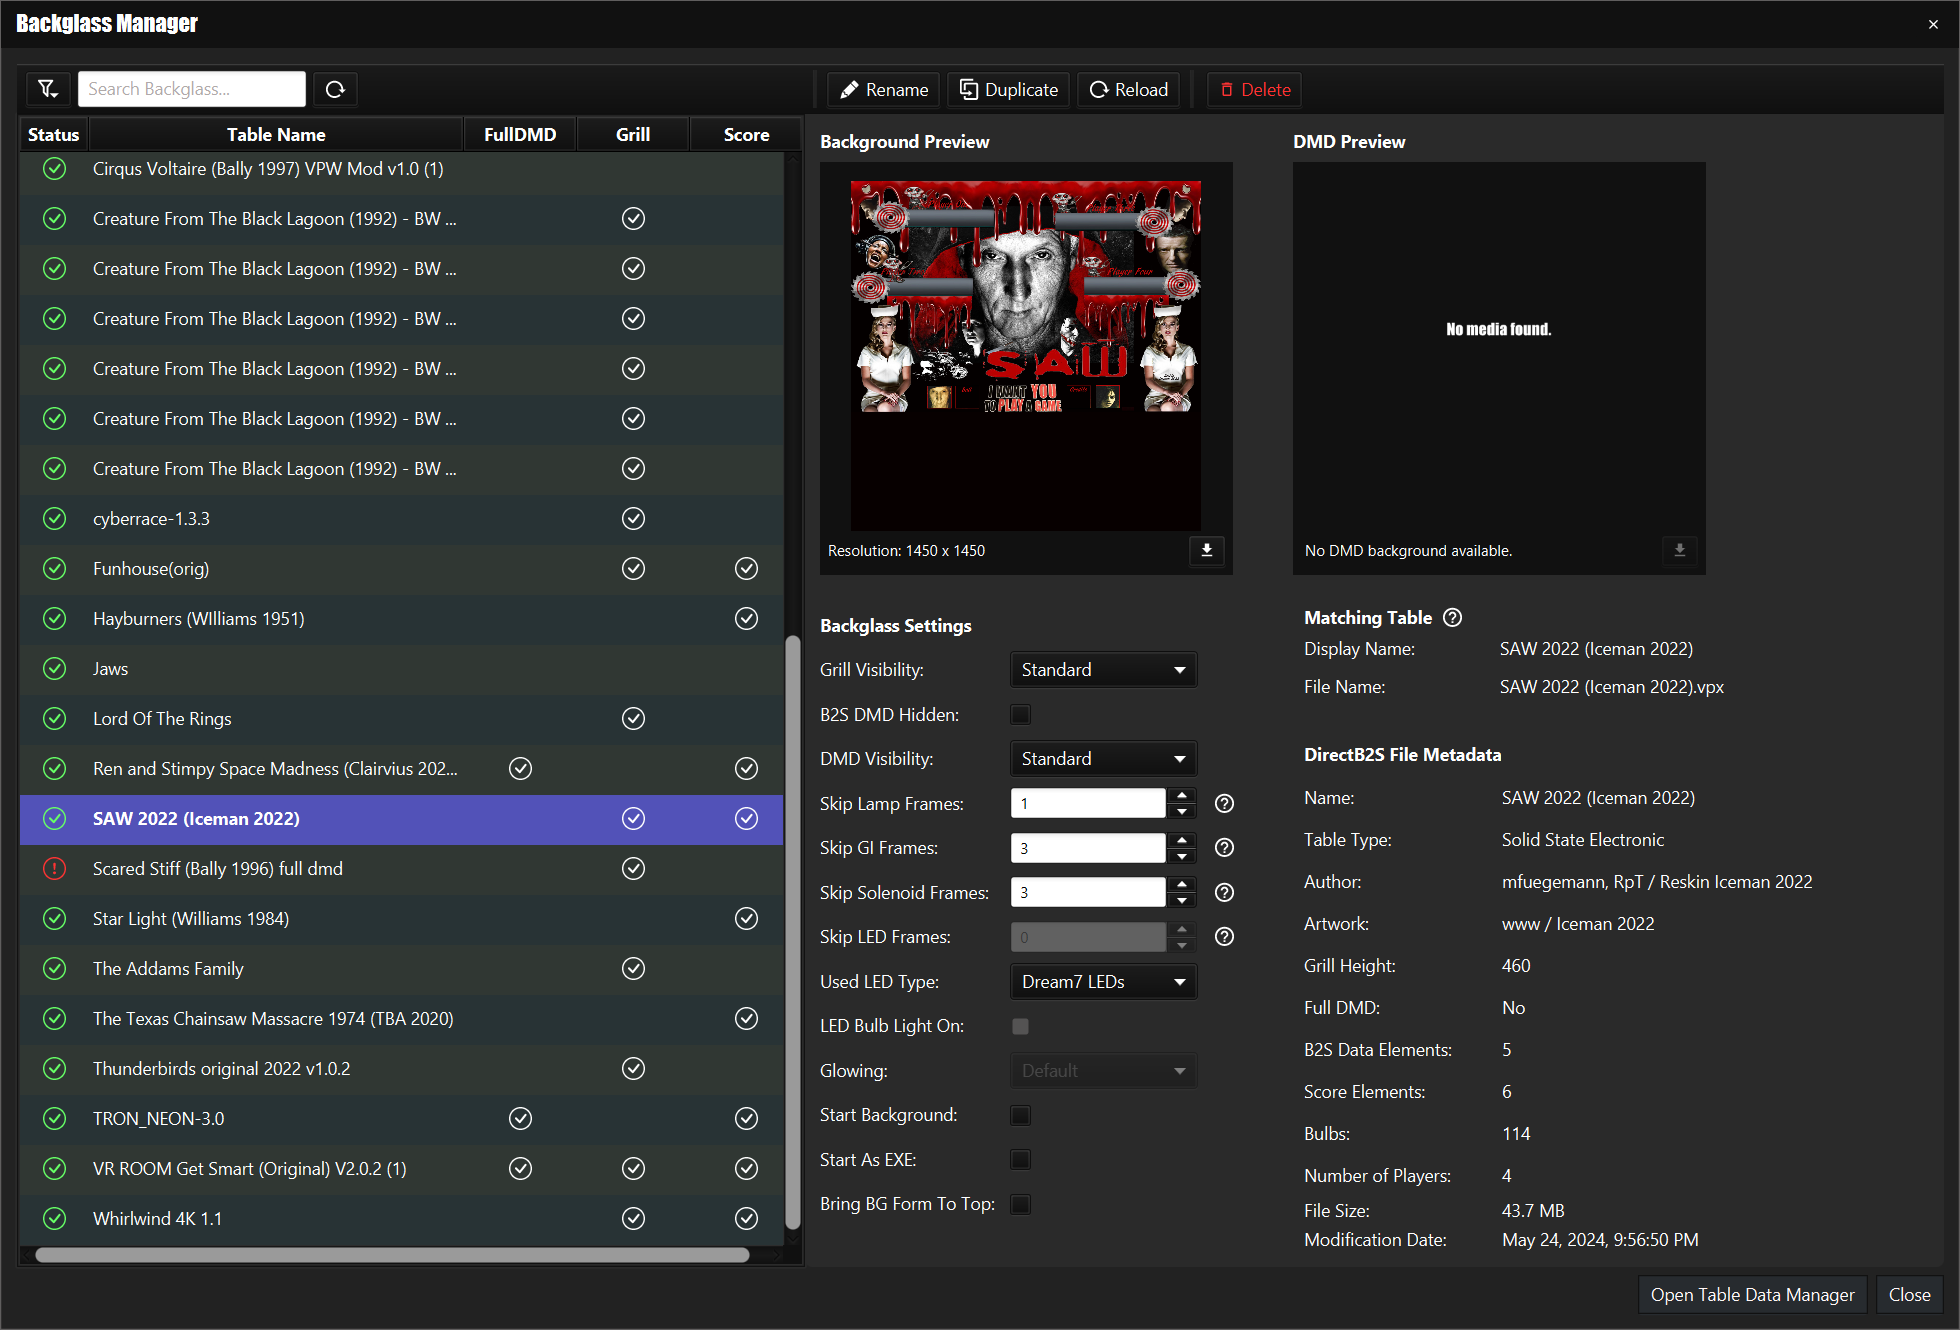 Backglass Manager
Search Backglass...
Rename
Duplicate
Reload
Delete
Status
Table Name
FullDMD
Grill
Score
Cirqus Voltaire (Bally 1997) VPW Mod v1.0 (1)
Creature From The Black Lagoon (1992) - BW ...
Creature From The Black Lagoon (1992) - BW ...
Creature From The Black Lagoon (1992) - BW ...
Creature From The Black Lagoon (1992) - BW ...
Creature From The Black Lagoon (1992) - BW ...
Creature From The Black Lagoon (1992) - BW ...
cyberrace-1.3.3
Funhouse(orig)
Hayburners (WIlliams 1951)
Jaws
Lord Of The Rings
Ren and Stimpy Space Madness (Clairvius 202...
SAW 2022 (Iceman 2022)
Scared Stiff (Bally 1996) full dmd
Star Light (Williams 1984)
The Addams Family
The Texas Chainsaw Massacre 1974 (TBA 2020)
Thunderbirds original 2022 v1.0.2
TRON_NEON-3.0
VR ROOM Get Smart (Original) V2.0.2 (1)
Whirlwind 4K 1.1
Background Preview
Player Four
SAW
I WANT YOU
TO PLAY A GAME
Credits
Resolution: 1450 x 1450
DMD Preview
No media found.
No DMD background available.
Backglass Settings
Grill Visibility:
Standard
B2S DMD Hidden:
DMD Visibility:
Standard
Skip Lamp Frames:
1
Skip GI Frames:
3
Skip Solenoid Frames:
3
Skip LED Frames:
0
Used LED Type:
Dream7 LEDs
LED Bulb Light On:
Glowing:
Default
Start Background:
Start As EXE:
Bring BG Form To Top:
Matching Table
Display Name:
SAW 2022 (Iceman 2022)
File Name:
SAW 2022 (Iceman 2022).vpx
DirectB2S File Metadata
Name:
SAW 2022 (Iceman 2022)
Table Type:
Solid State Electronic
Author:
mfuegemann, RpT / Reskin Iceman 2022
Artwork:
www / Iceman 2022
Grill Height:
460
Full DMD:
No
B2S Data Elements:
5
Score Elements:
6
Bulbs:
114
Number of Players:
4
File Size:
43.7 MB
Modification Date:
May 24, 2024, 9:56:50 PM
Open Table Data Manager
Close